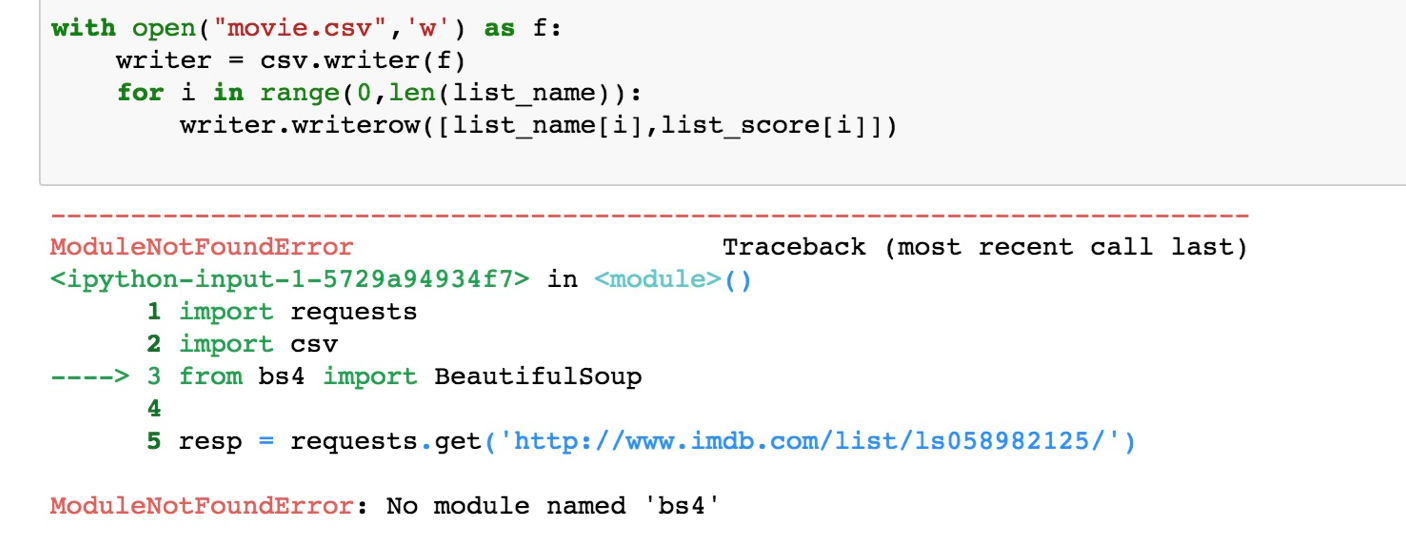 with open("movie.csv",'w') as f:
    writer = csv.writer(f)
    for i in range(0,len(list_name)):
        writer.writerow([list_name[i],list_score[i]])
---------------------------------------------------------------------------
ModuleNotFoundError                       Traceback (most recent call last)
<ipython-input-1-5729a94934f7> in <module>()
      1 import requests
      2 import csv
----> 3 from bs4 import BeautifulSoup
      4
      5 resp = requests.get('http://www.imdb.com/list/ls058982125/')
ModuleNotFoundError: No module named 'bs4'